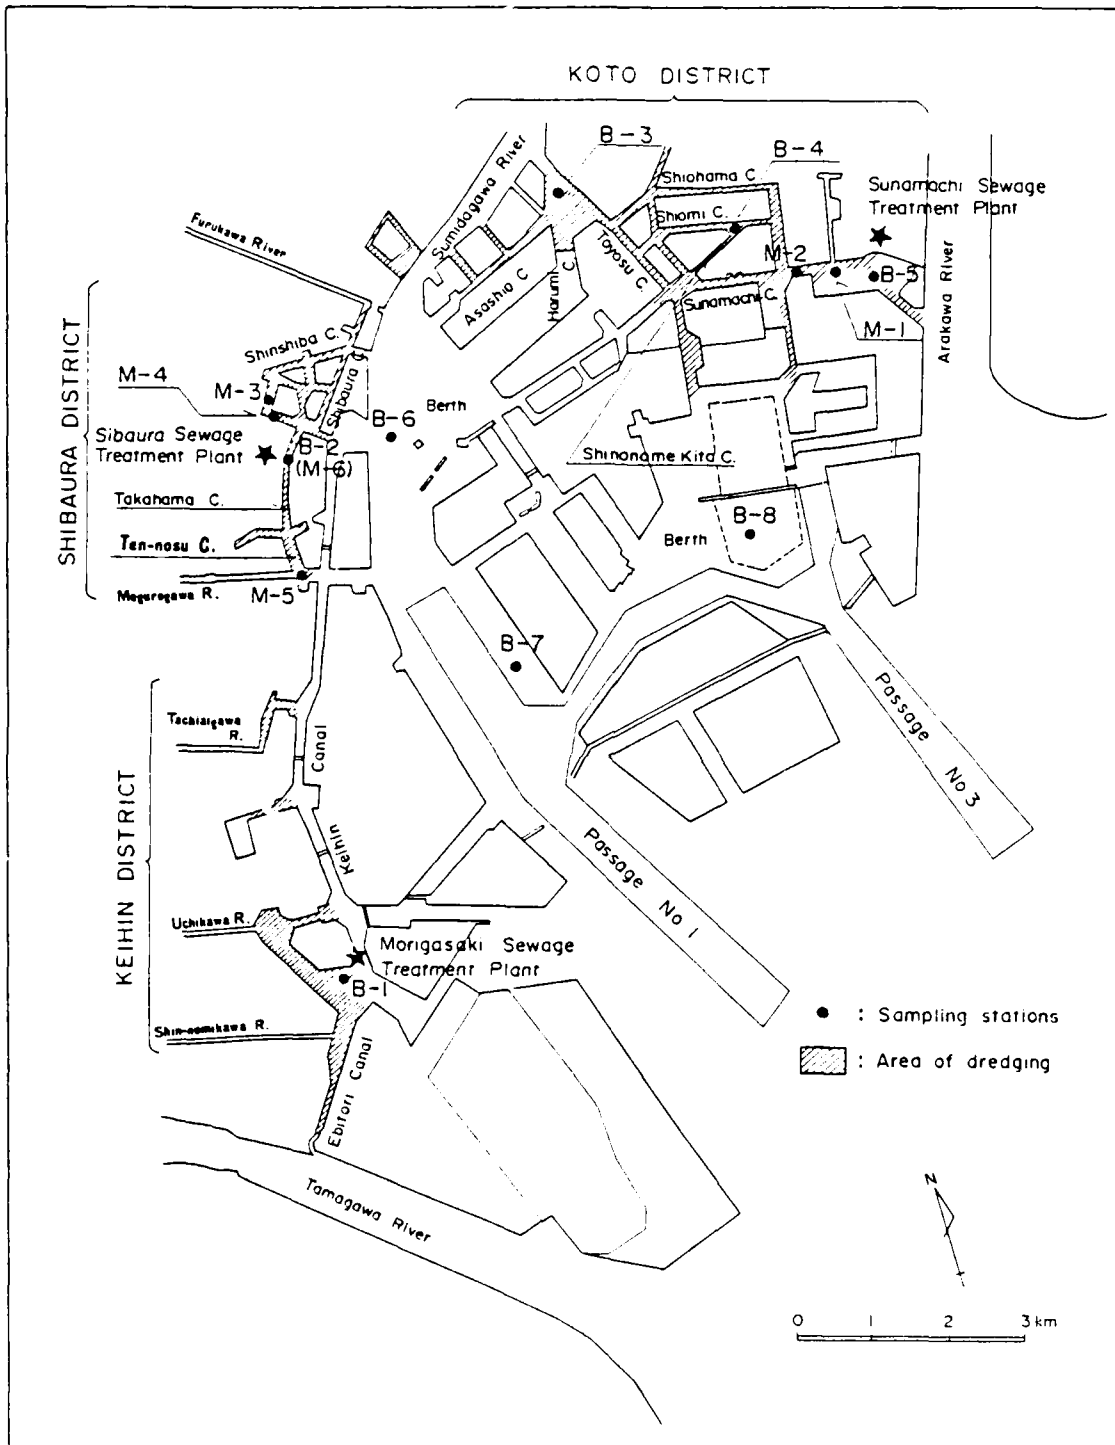 KOTO DISTRICT
B-3
B-4
Shiohama C.
Sunamachi Sewage
Treatment Plant
Sumidagawa River
Shiomi C.
Furukawa River
Toyosu C.
M-2
B-5
Asashio C
Harumi C.
Sunamachi C.
Arakawa River
M-1
Shinshiba C.
SHIBAURA DISTRICT
M-4
M-3
Shibaura C
B-6
Berth
Sibaura Sewage
Treatment Plant
B-2
(M-6)
Shinoname Kita C.
Takahama C.
B-8
Berth
Ten-nosu C.
Megurogawa R.
M-5
B-7
Tachiaigawa
R.
Passage No 3
Canal
Keihin
KEIHIN DISTRICT
Passage No 1
Uchikawa R.
Morigasaki Sewage
Treatment Plant
B-1
Shin-nomikawa R.
• : Sampling stations
: Area of dredging
Ebitori Canal
Tamagawa River
N
0 1 2 3 km